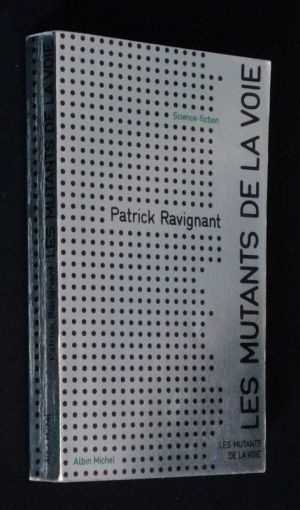 Science-fiction
Patrick Ravignant
LES MUTANTS DE LA VOIE
LES MUTANTS
DE LA VOIE
Albin Michel
Patrick Ravignant LES MUTANTS DE LA VOIE